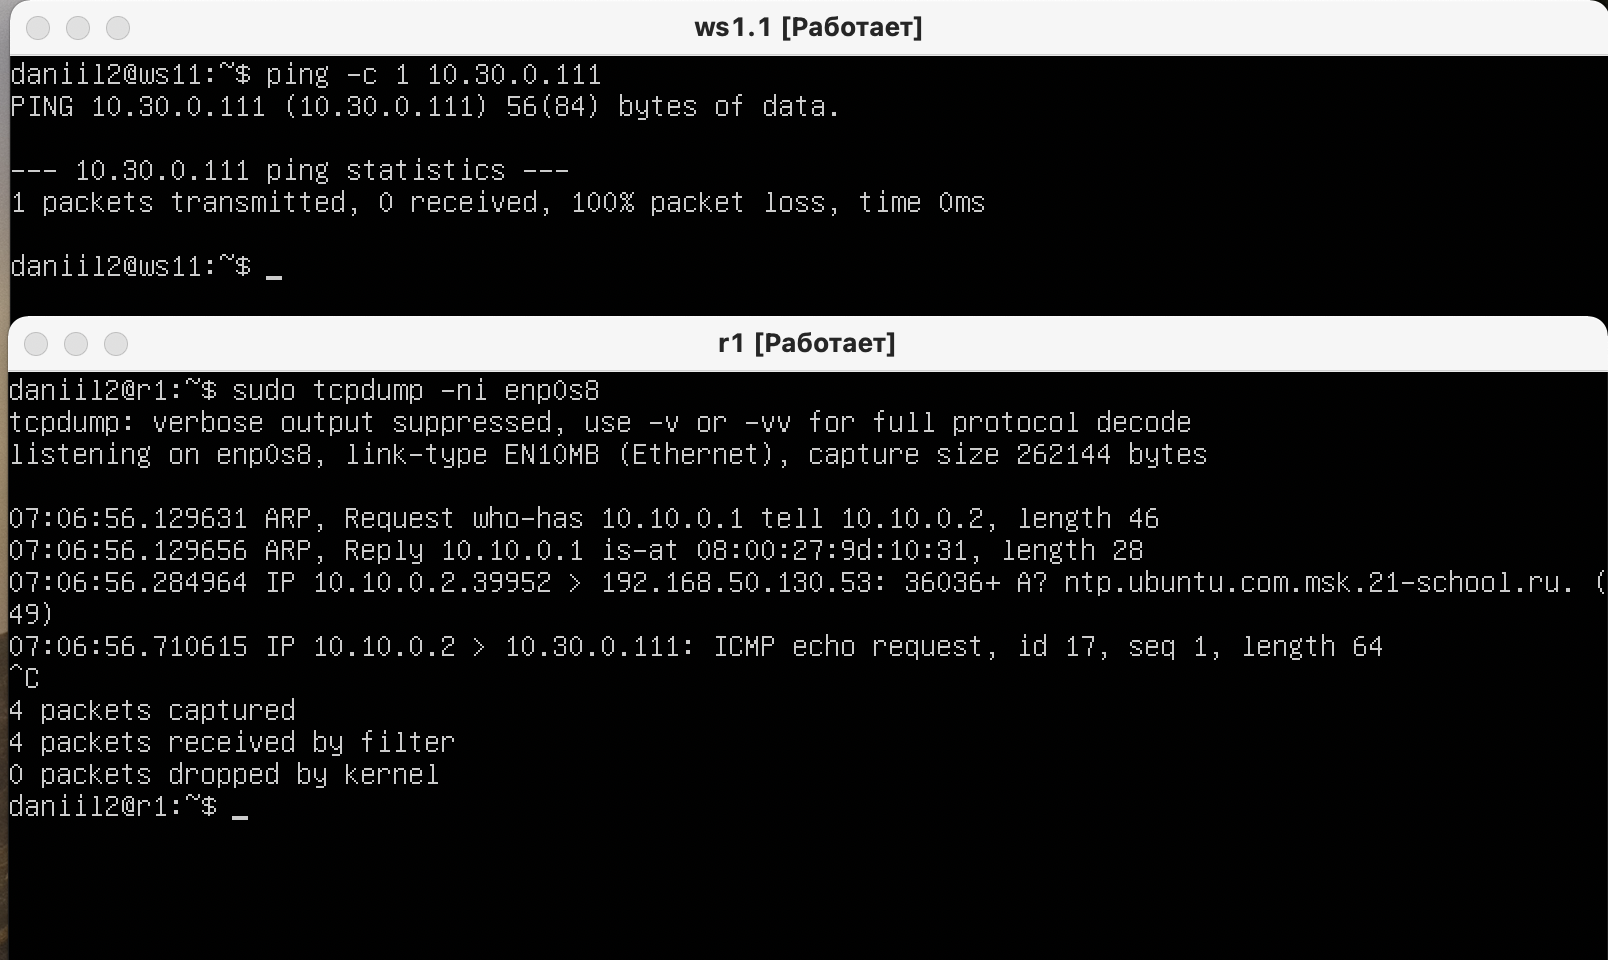 ws1.1 [Работает]
daniil2@ws11:~$ ping -c 1 10.30.0.111
PING 10.30.0.111 (10.30.0.111) 56(84) bytes of data.
--- 10.30.0.111 ping statistics ---
1 packets transmitted, 0 received, 100% packet loss, time 0ms
daniil2@ws11:~$ _
r1 [Работает]
daniil2@r1:~$ sudo tcpdump -ni enp0s8
tcpdump: verbose output suppressed, use -v or -vv for full protocol decode
listening on enp0s8, link-type EN10MB (Ethernet), capture size 262144 bytes
07:06:56.129631 ARP, Request who-has 10.10.0.1 tell 10.10.0.2, length 46
07:06:56.129656 ARP, Reply 10.10.0.1 is-at 08:00:27:9d:10:31, length 28
07:06:56.284964 IP 10.10.0.2.39952 > 192.168.50.130.53: 36036+ A? ntp.ubuntu.com.msk.21-school.ru. (
49)
07:06:56.710615 IP 10.10.0.2 > 10.30.0.111: ICMP echo request, id 17, seq 1, length 64
^C
4 packets captured
4 packets received by filter
0 packets dropped by kernel
daniil2@r1:~$ _